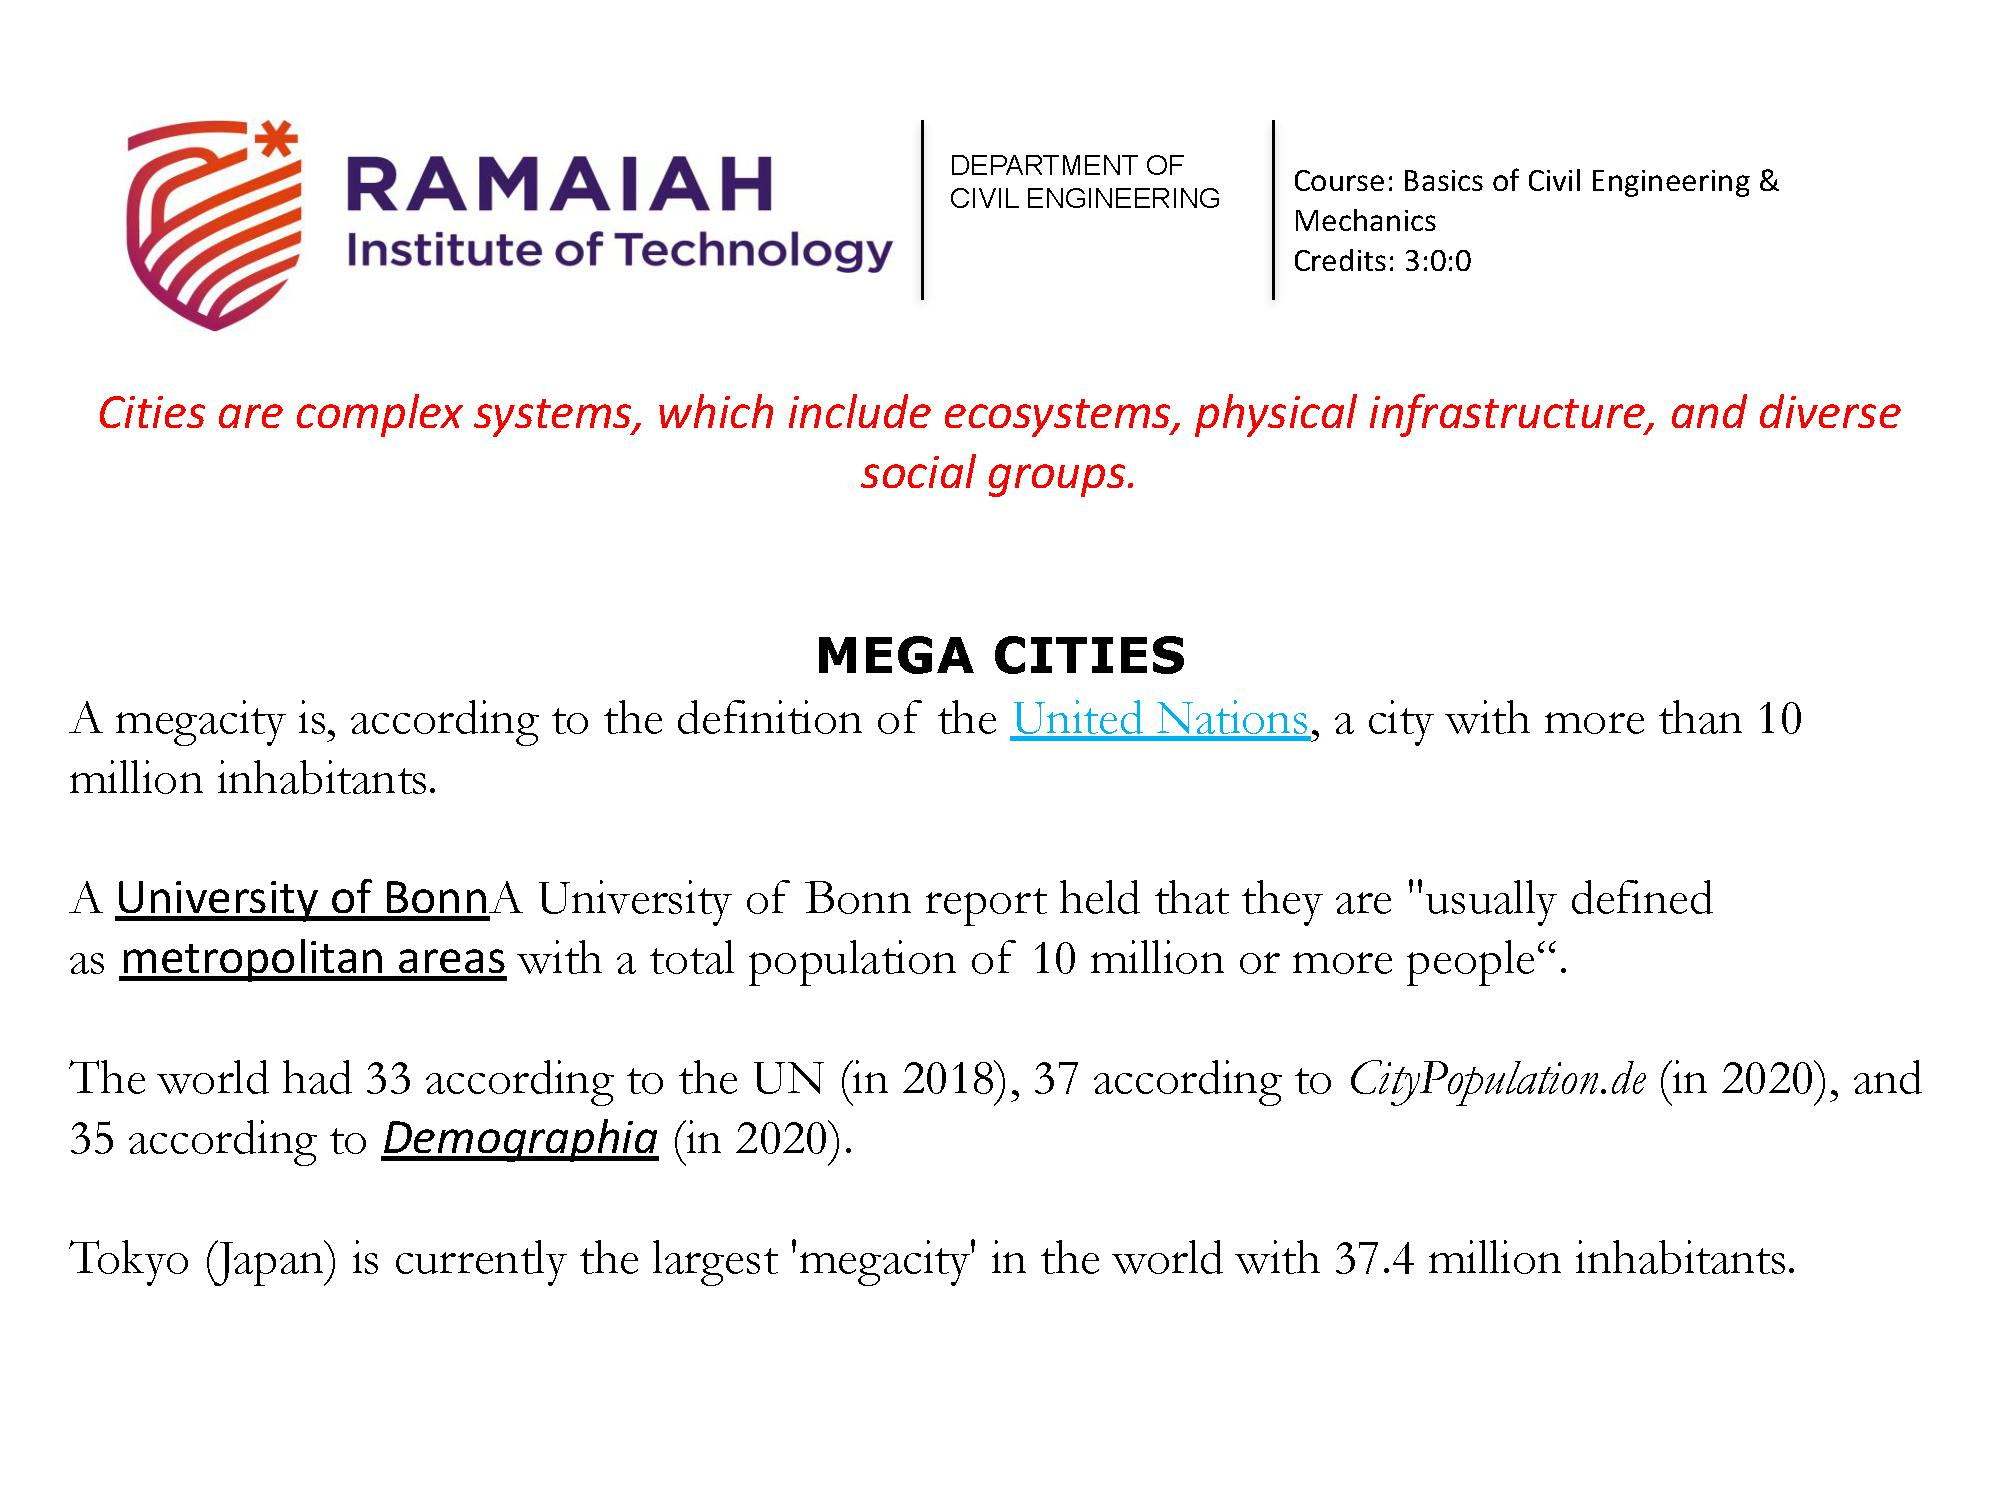 RAMAIAH
Institute of Technology
DEPARTMENT OF
CIVIL ENGINEERING
Course: Basics of Civil Engineering &
Mechanics
Credits: 3:0:0
Cities are complex systems, which include ecosystems, physical infrastructure, and diverse
social groups.
MEGA CITIES
A megacity is, according to the definition of the United Nations, a city with more than 10
million inhabitants.
A University of BonnA University of Bonn report held that they are "usually defined
as metropolitan areas with a total population of 10 million or more people“.
The world had 33 according to the UN (in 2018), 37 according to CityPopulation.de (in 2020), and
35 according to Demographia (in 2020).
Tokyo (Japan) is currently the largest 'megacity' in the world with 37.4 million inhabitants.